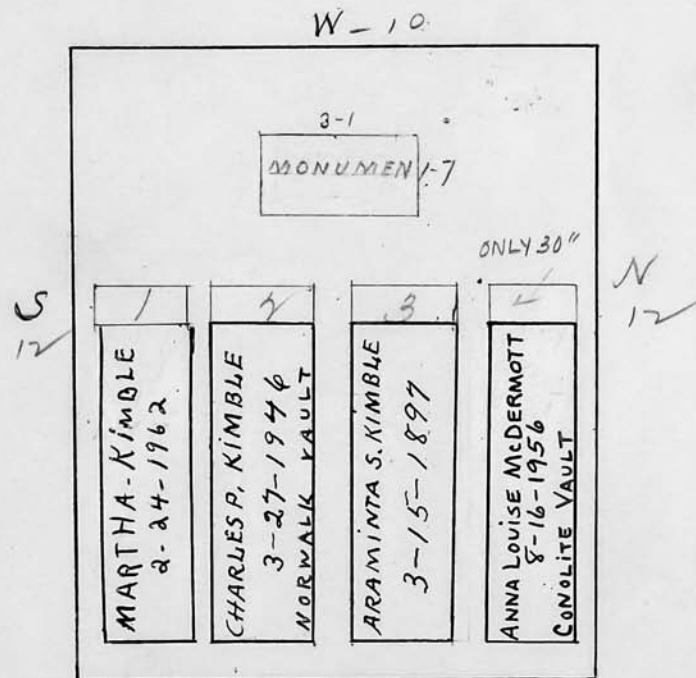 W-10
3-1
MONUMEN 1-7
ONLY 30"
S
12
N
12
1
2
3
4
MARTHA-KIMBLE
2-24-1962
CHARLES P. KIMBLE
3-27-1946
NORWALK VAULT
ARAMINTA S. KIMBLE
3-15-1897
ANNA LOUISE McDERMOTT
8-16-1956
CONOLITE VAULT